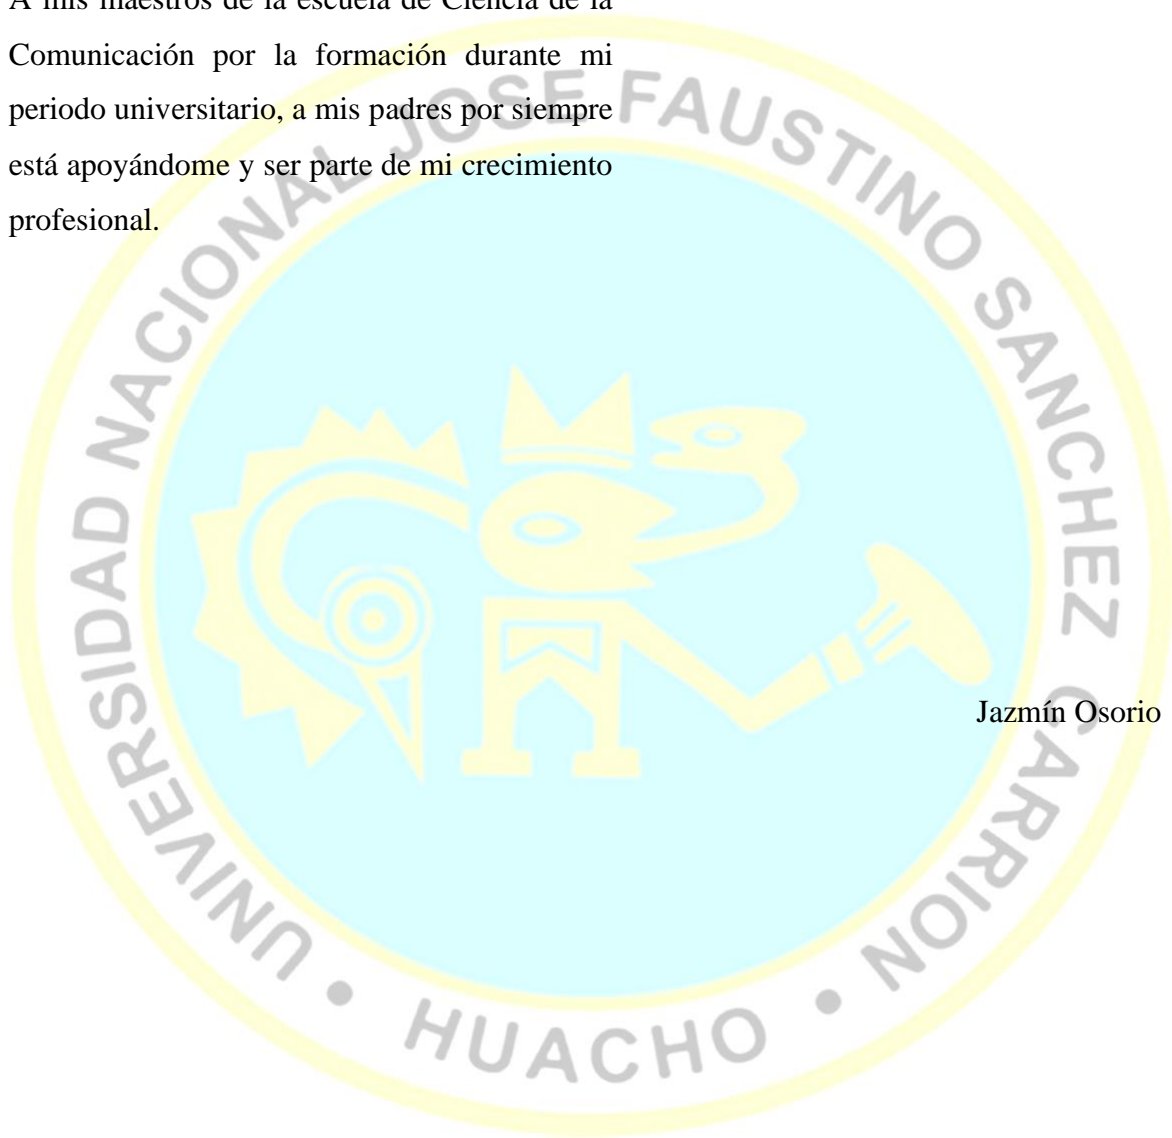 A mis maestros de la escuela de Ciencia de la
Comunicación por la formación durante mi
periodo universitario, a mis padres por siempre
está apoyándome y ser parte de mi crecimiento
profesional.
Jazmín Osorio
UNIVERSIDAD NACIONAL JOSE FAUSTINO SANCHEZ CARRION • HUACHO •